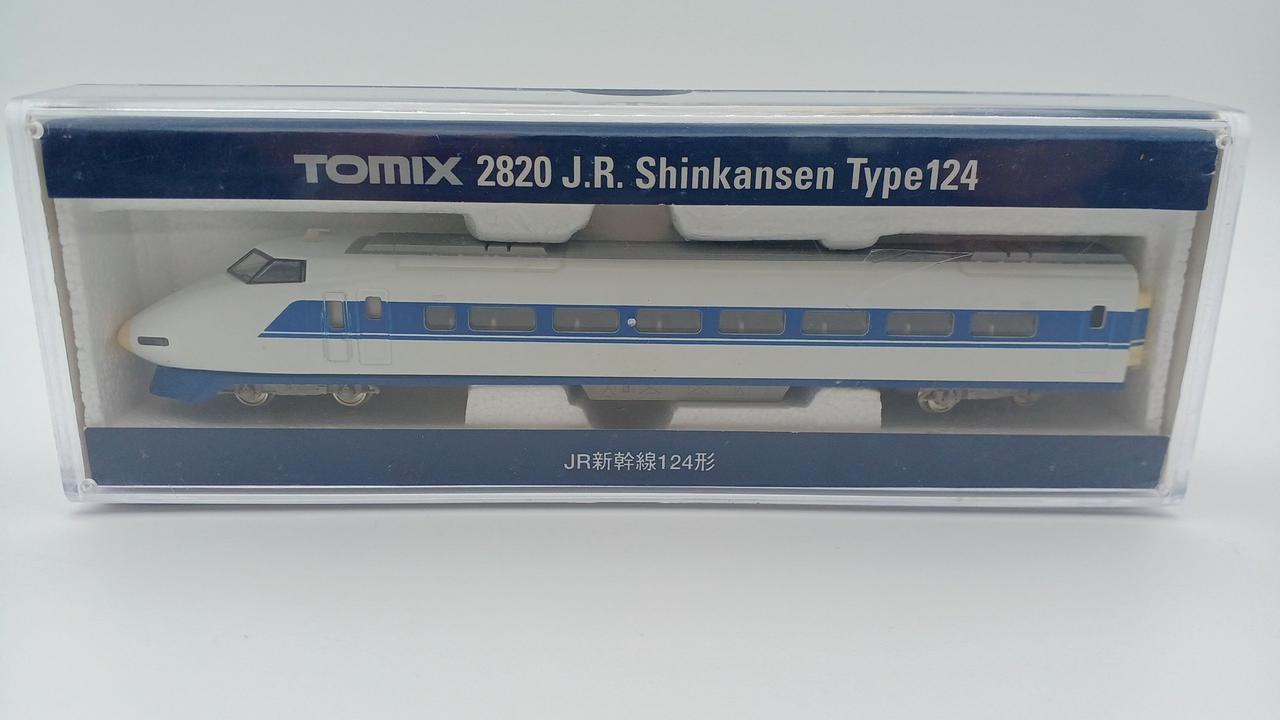 TOMIX 2820 J.R. Shinkansen Type124
JR新幹線124形